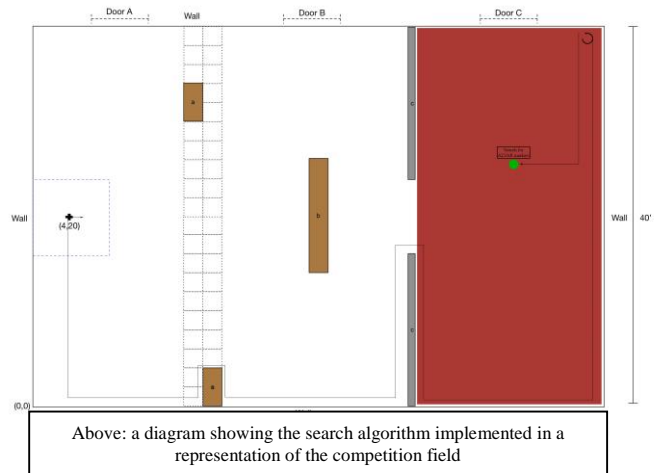 Door A
Wall
Door B
Door C
a
c
b
Wall
(4,20)
Wall
40'
c
a
(0,0)
Above: a diagram showing the search algorithm implemented in a
representation of the competition field